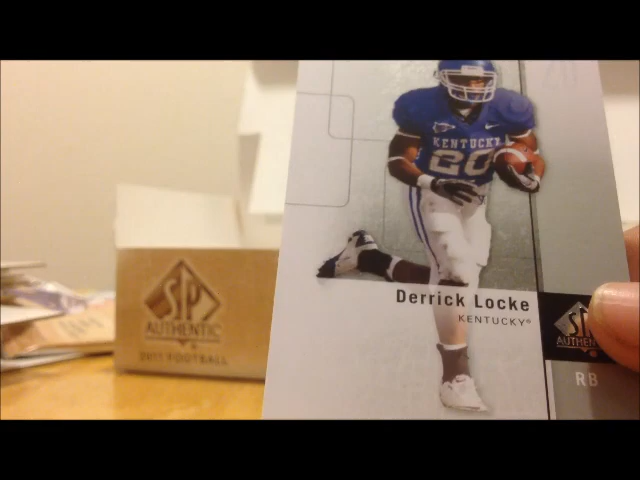 KENTUCKY
20
Derrick Locke
KENTUCKY®
SP
AUTHENTIC
RB
SP
AUTHENTIC
2011 FOOTBALL